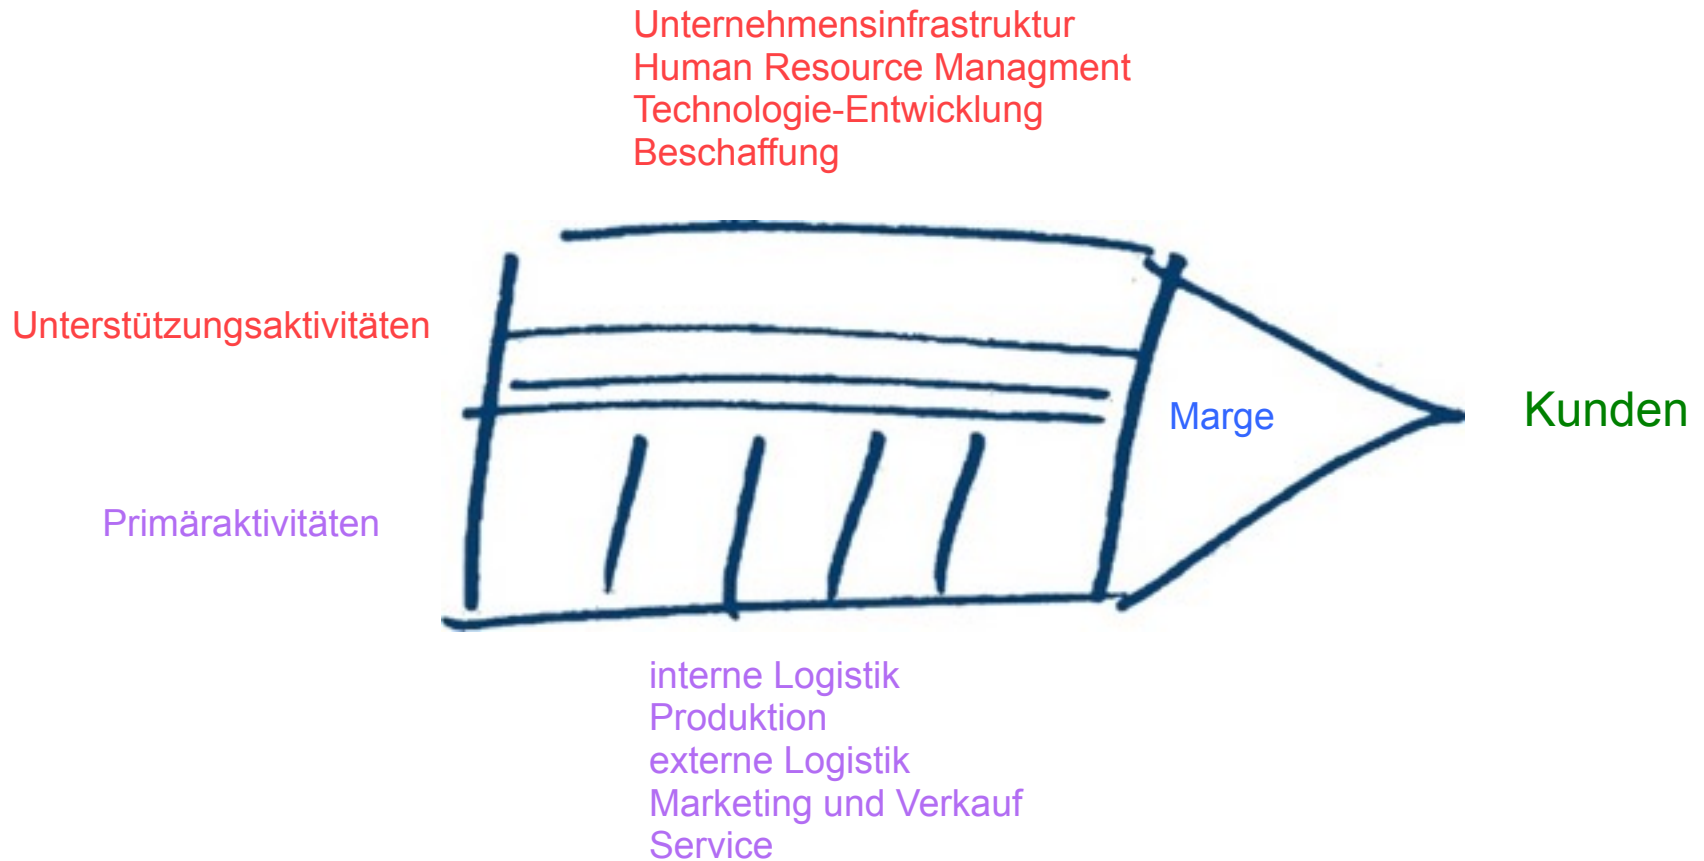 Unternehmensinfrastruktur
Human Resource Managment
Technologie-Entwicklung
Beschaffung
Unterstützungsaktivitäten
Marge
Kunden
Primäraktivitäten
interne Logistik
Produktion
externe Logistik
Marketing und Verkauf
Service